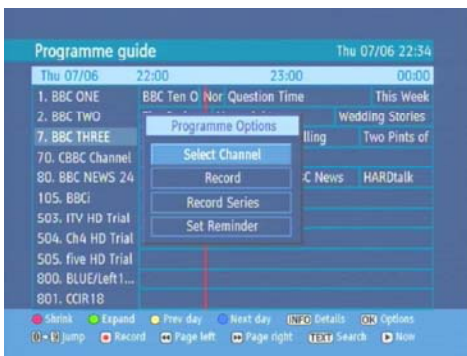 Programme guide Thu 07/06 22:34
Thu 07/06 22:00 23:00 00:00
1. BBC ONE BBC Ten O Nor Question Time This Week
2. BBC TWO Wedding Stories
Programme Options
7. BBC THREE lling Two Pints of
70. CBBC Channel Select Channel
80. BBC NEWS 24 Record C News HARDtalk
105. BBCi Record Series
503. ITV HD Trial Set Reminder
504. Ch4 HD Trial
505. five HD Trial
800. BLUE/Left1...
801. CCIR18
Shrink Expand Prev day Next day INFO Details OK Options
0 - 9 Jump Record Page left Page right TEXT Search Now